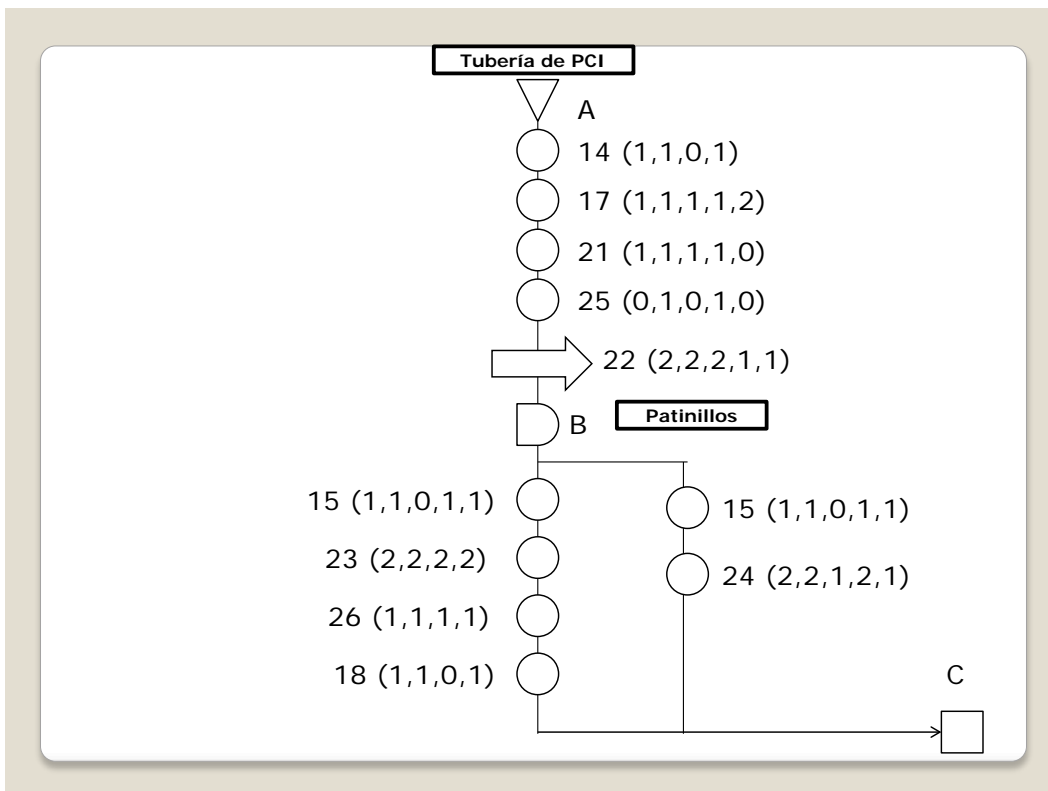 Tubería de PCI
A
14 (1,1,0,1)
17 (1,1,1,1,2)
21 (1,1,1,1,0)
25 (0,1,0,1,0)
22 (2,2,2,1,1)
B
Patinillos
15 (1,1,0,1,1)
15 (1,1,0,1,1)
23 (2,2,2,2)
24 (2,2,1,2,1)
26 (1,1,1,1)
18 (1,1,0,1)
C